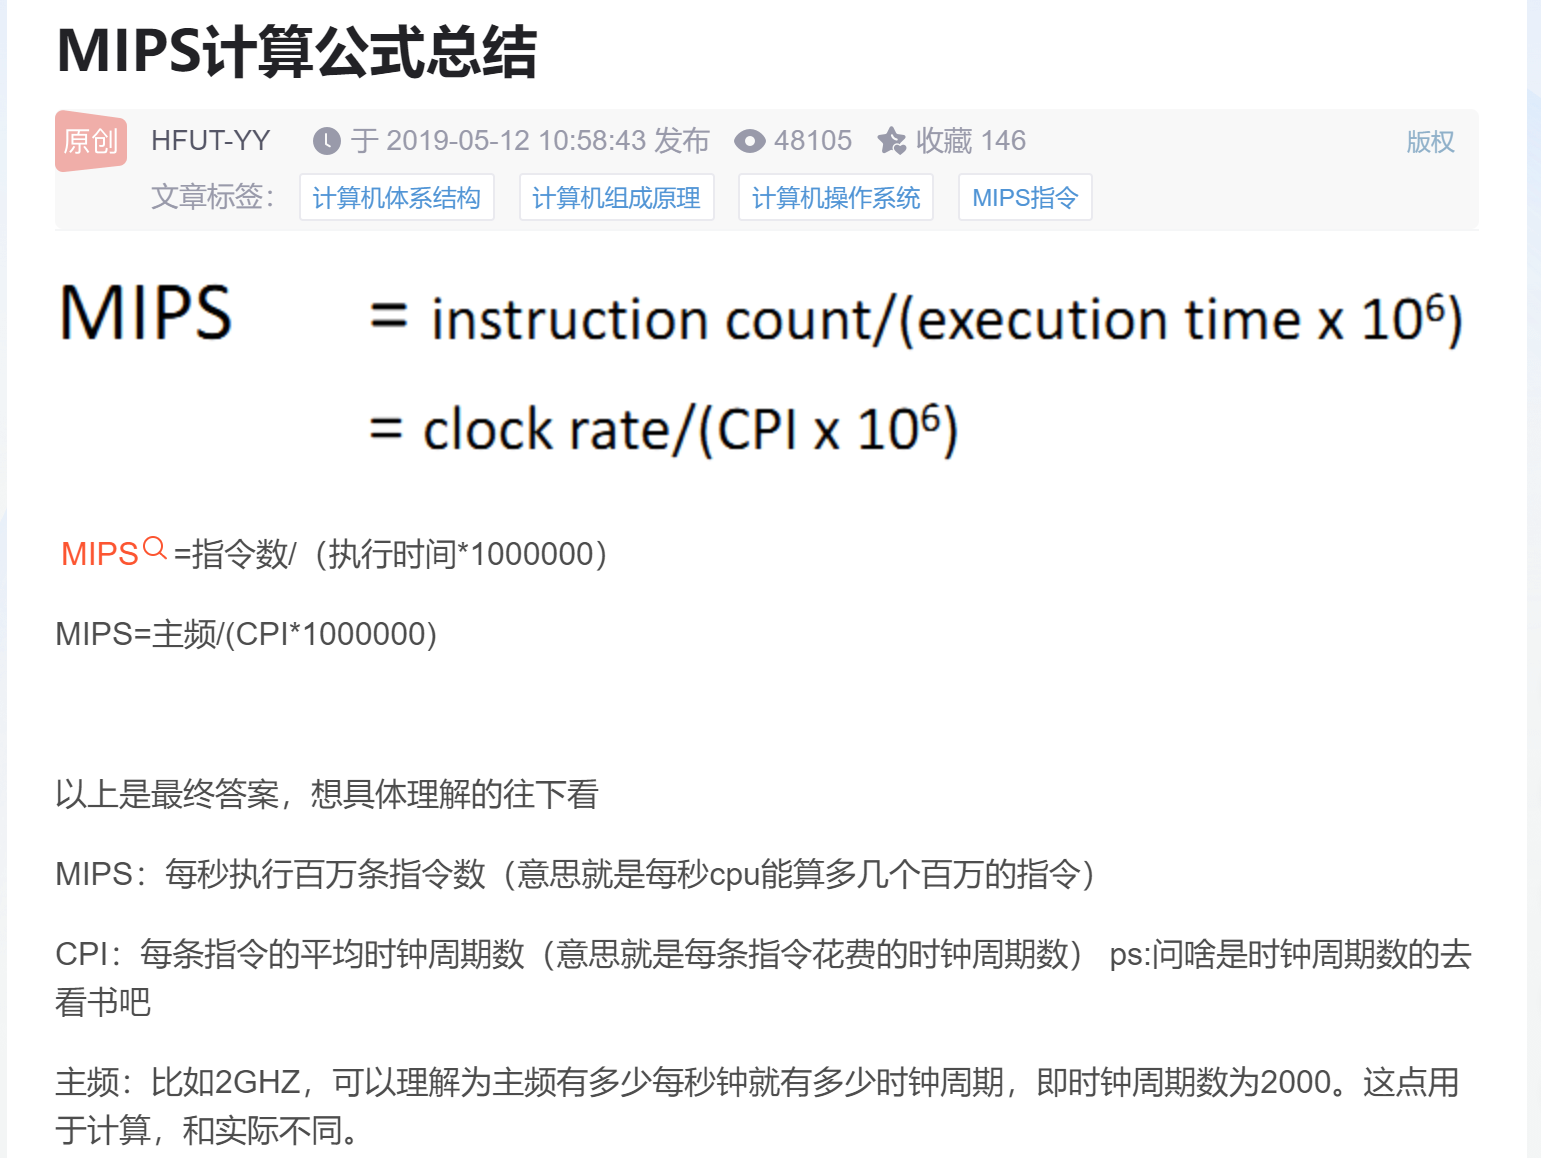 MIPS计算公式总结
原创 HFUT-YY 于 2019-05-12 10:58:43 发布 48105 收藏 146 版权
文章标签： 计算机体系结构 计算机组成原理 计算机操作系统 MIPS指令
MIPS = instruction count/(execution time x 10⁶)
= clock rate/(CPI x 10⁶)
MIPS=指令数/（执行时间*1000000）
MIPS=主频/(CPI*1000000)
以上是最终答案，想具体理解的往下看
MIPS：每秒执行百万条指令数（意思就是每秒cpu能算多几个百万的指令）
CPI：每条指令的平均时钟周期数（意思就是每条指令花费的时钟周期数） ps:问啥是时钟周期数的去
看书吧
主频：比如2GHZ，可以理解为主频有多少每秒钟就有多少时钟周期，即时钟周期数为2000。这点用
于计算，和实际不同。